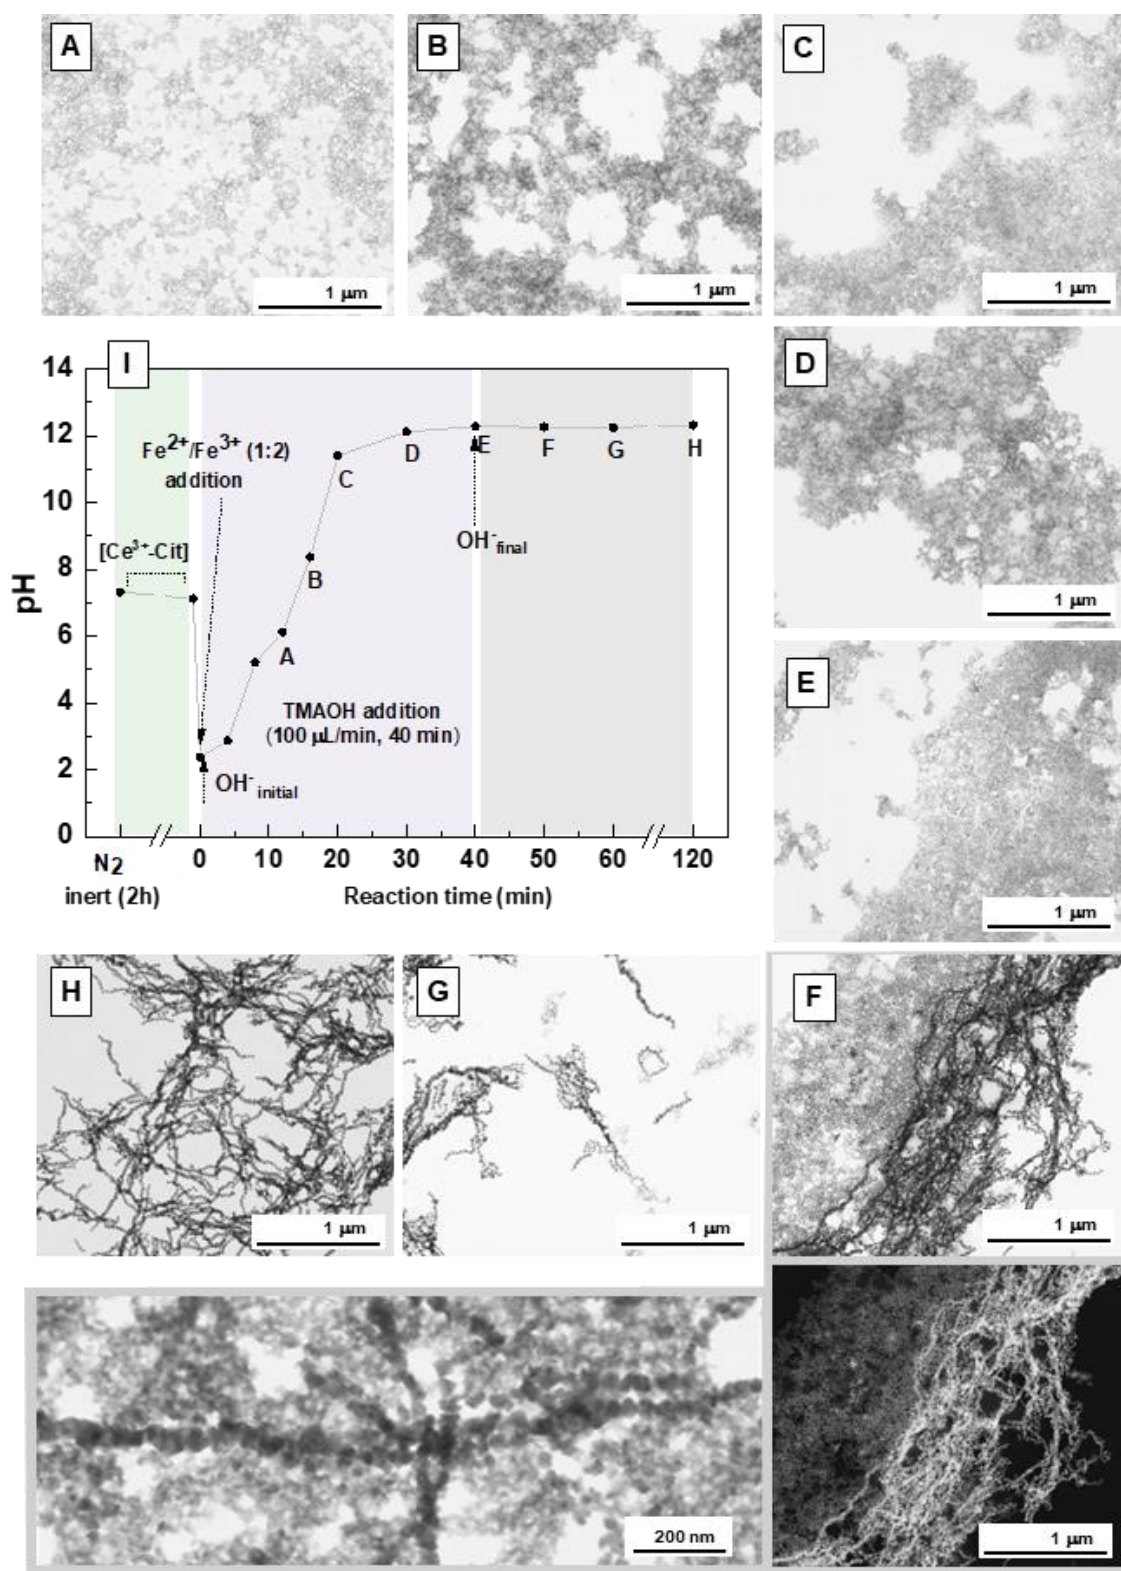 A
B
C
1 µm
1 µm
1 µm
I
D
14
12
10
8
6
4
2
0
pH
Fe2+/Fe3+ (1:2)
addition
[Ce3+-Cit]
C
D
E
F
G
H
B
A
OH-final
TMAOH addition
(100 µL/min, 40 min)
OH-initial
N2
inert (2h)
0
10
20
30
40
50
60
120
Reaction time (min)
1 µm
E
1 µm
H
G
F
1 µm
1 µm
1 µm
200 nm
1 µm